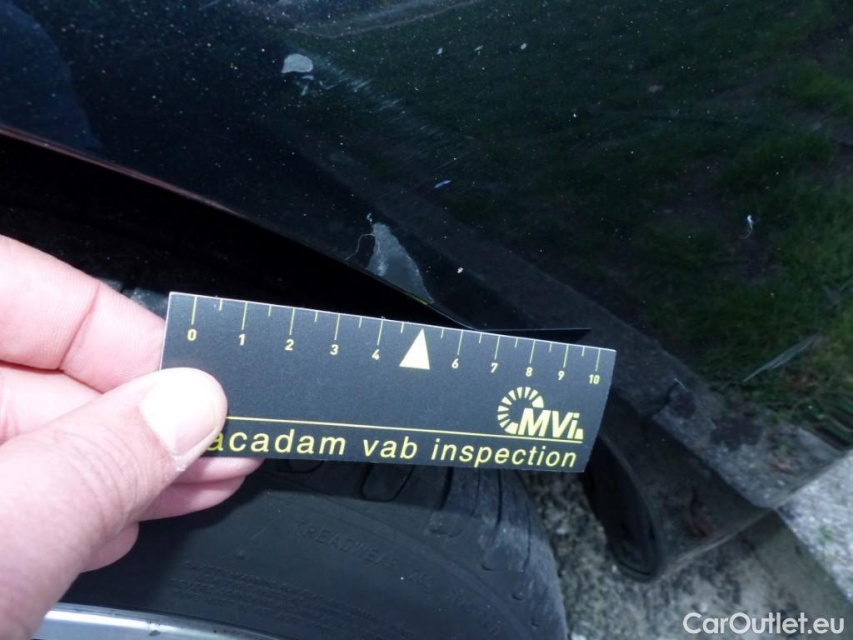 0 1 2 3 4 6 7 8 9 10
MVi
acadam vab inspection
TREADWEAR
CarOutlet.eu